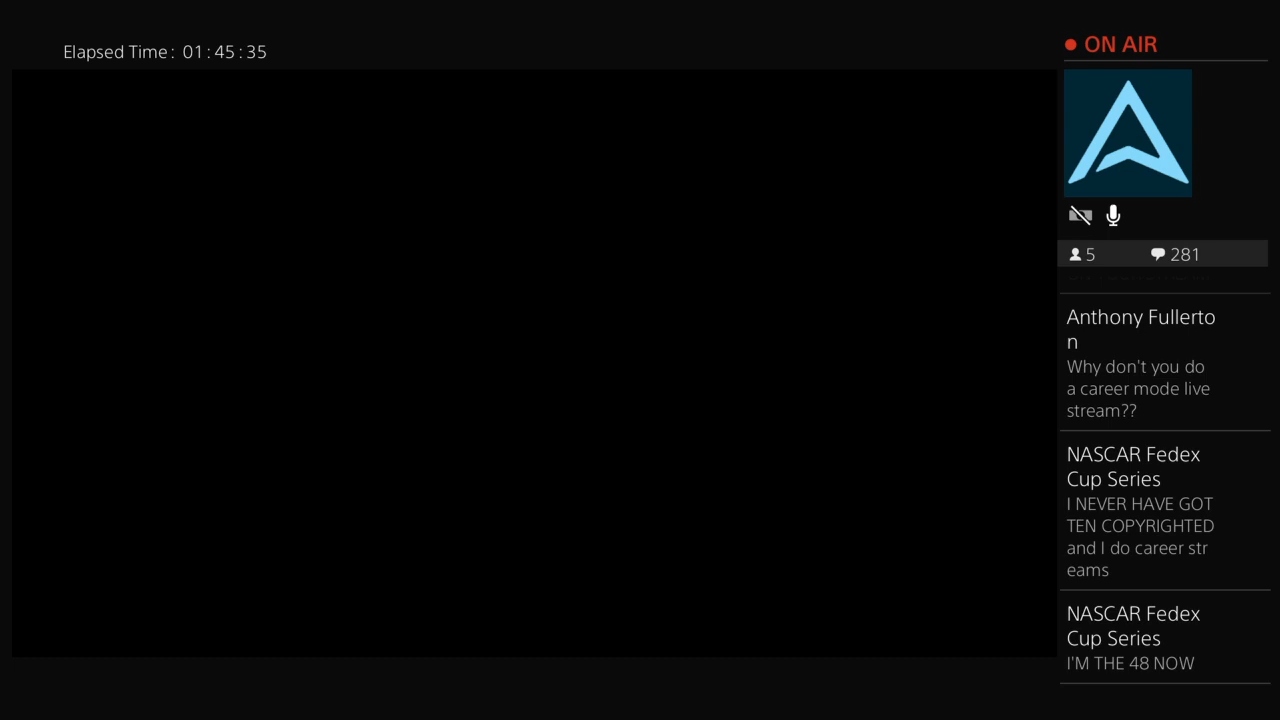 Elapsed Time: 01:45:35
ON AIR
5 281
Anthony Fullerto
n
Why don't you do
a career mode live
stream??
NASCAR Fedex
Cup Series
I NEVER HAVE GOT
TEN COPYRIGHTED
and I do career str
eams
NASCAR Fedex
Cup Series
I'M THE 48 NOW